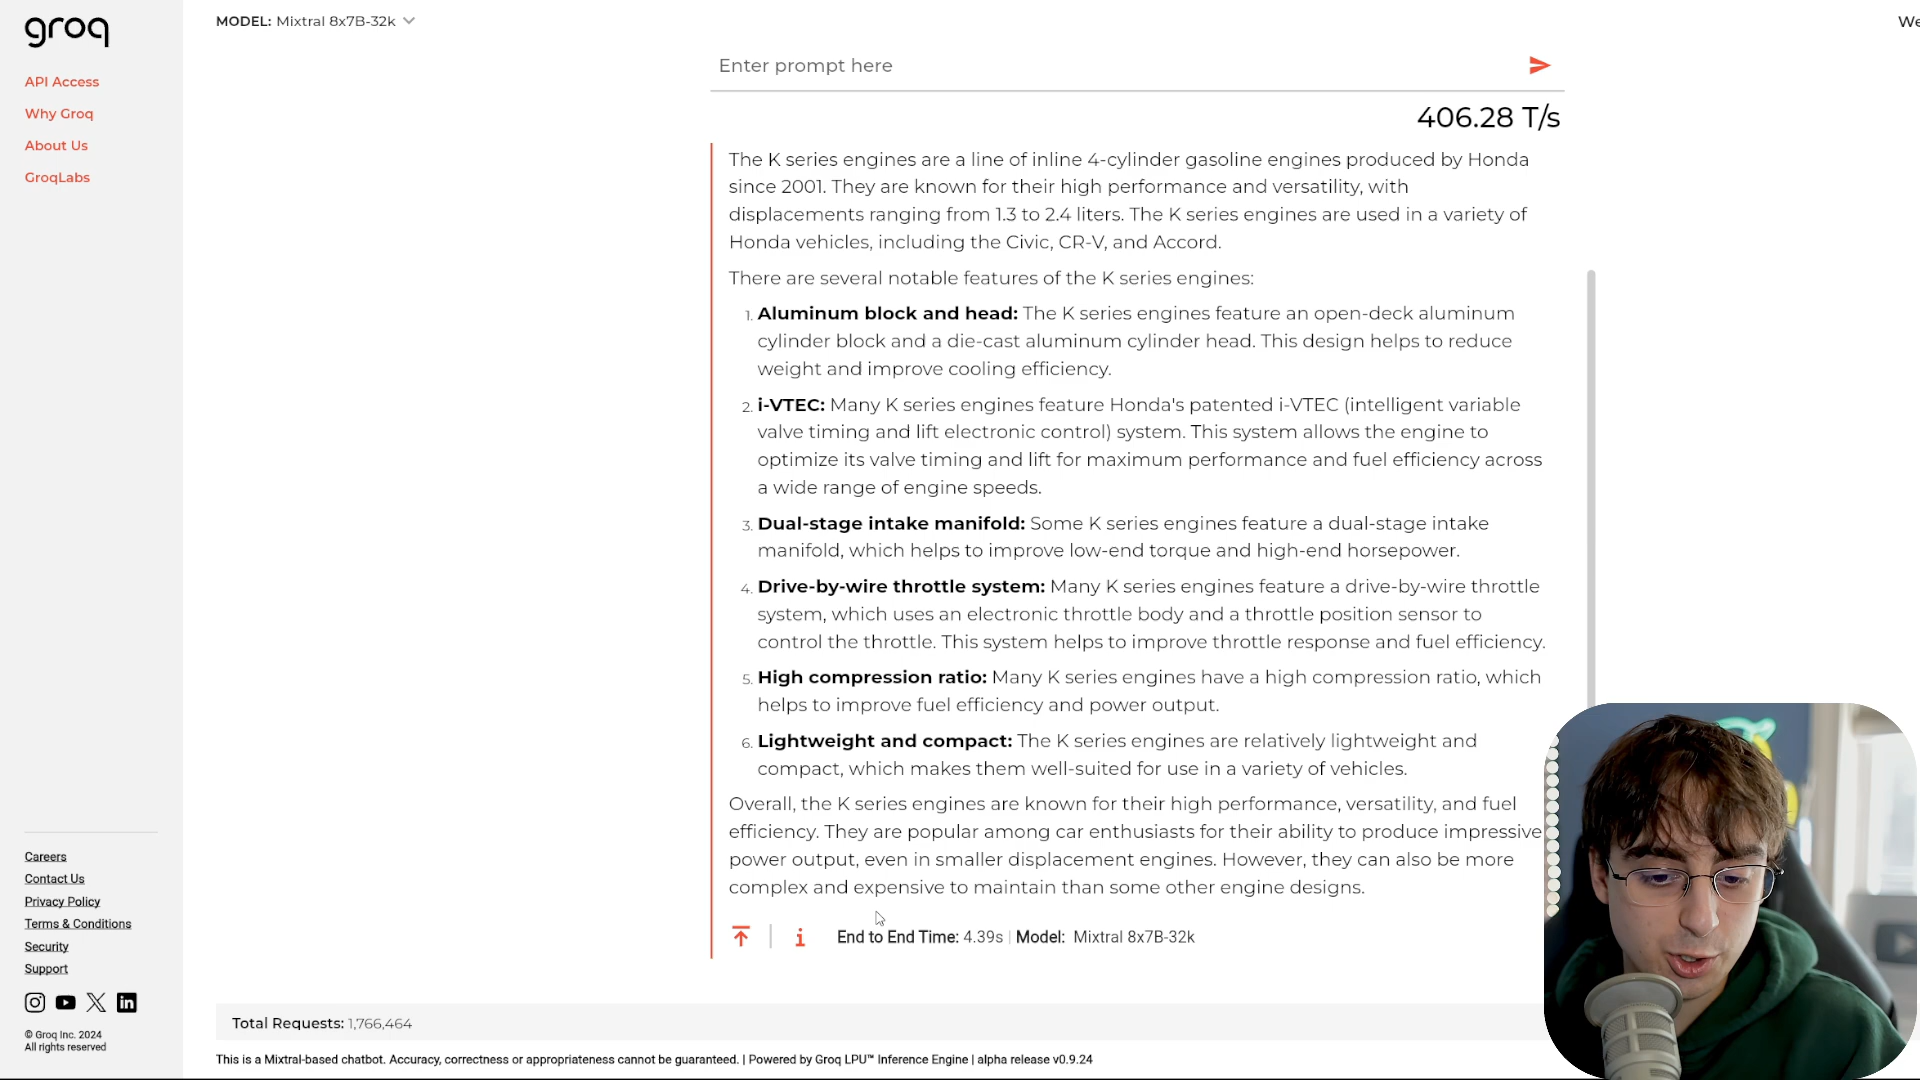 groq
MODEL: Mixtral 8x7B-32k
We
API Access
Why Groq
About Us
GroqLabs
Enter prompt here
406.28 T/s
The K series engines are a line of inline 4-cylinder gasoline engines produced by Honda
since 2001. They are known for their high performance and versatility, with
displacements ranging from 1.3 to 2.4 liters. The K series engines are used in a variety of
Honda vehicles, including the Civic, CR-V, and Accord.
There are several notable features of the K series engines:
1. Aluminum block and head: The K series engines feature an open-deck aluminum
cylinder block and a die-cast aluminum cylinder head. This design helps to reduce
weight and improve cooling efficiency.
2. i-VTEC: Many K series engines feature Honda's patented i-VTEC (intelligent variable
valve timing and lift electronic control) system. This system allows the engine to
optimize its valve timing and lift for maximum performance and fuel efficiency across
a wide range of engine speeds.
3. Dual-stage intake manifold: Some K series engines feature a dual-stage intake
manifold, which helps to improve low-end torque and high-end horsepower.
4. Drive-by-wire throttle system: Many K series engines feature a drive-by-wire throttle
system, which uses an electronic throttle body and a throttle position sensor to
control the throttle. This system helps to improve throttle response and fuel efficiency.
5. High compression ratio: Many K series engines have a high compression ratio, which
helps to improve fuel efficiency and power output.
6. Lightweight and compact: The K series engines are relatively lightweight and
compact, which makes them well-suited for use in a variety of vehicles.
Overall, the K series engines are known for their high performance, versatility, and fuel
efficiency. They are popular among car enthusiasts for their ability to produce impressive
power output, even in smaller displacement engines. However, they can also be more
complex and expensive to maintain than some other engine designs.
End to End Time: 4.39s | Model: Mixtral 8x7B-32k
Careers
Contact Us
Privacy Policy
Terms & Conditions
Security
Support
© Groq Inc. 2024
All rights reserved
Total Requests: 1,766,464
This is a Mixtral-based chatbot. Accuracy, correctness or appropriateness cannot be guaranteed. | Powered by Groq LPU™ Inference Engine | alpha release v0.9.24